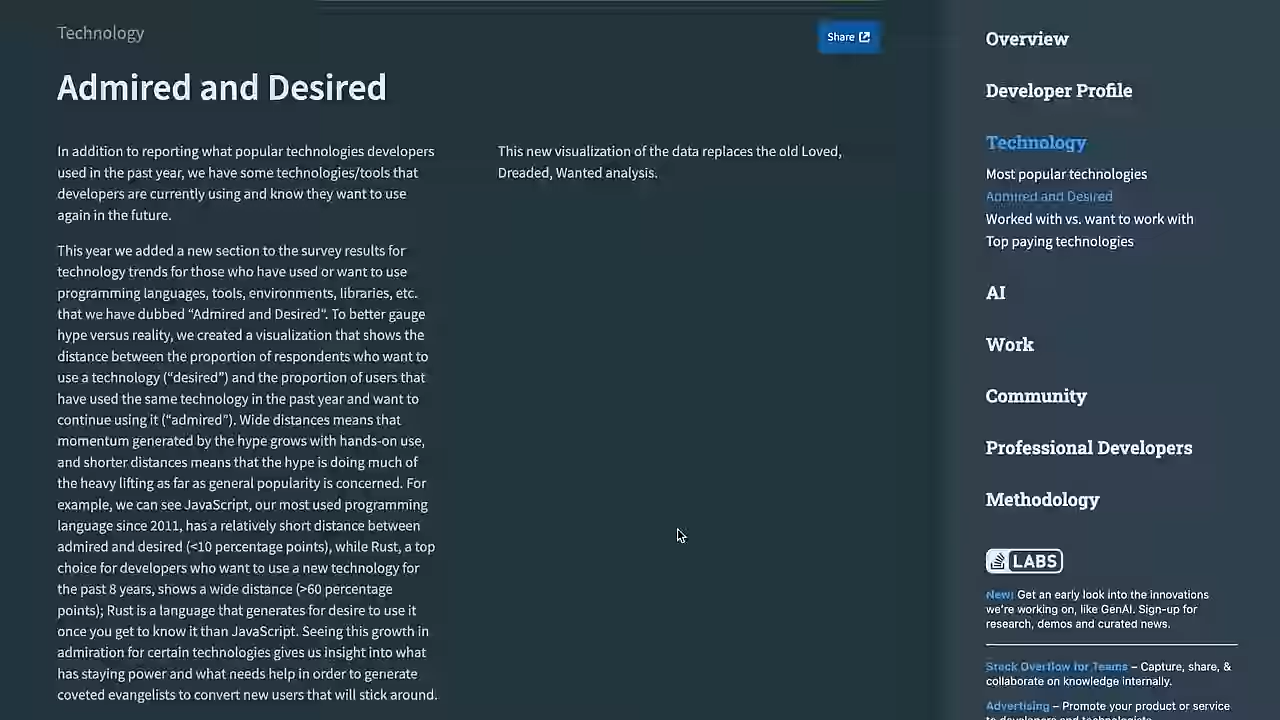 Technology
Share
Admired and Desired
In addition to reporting what popular technologies developers
used in the past year, we have some technologies/tools that
developers are currently using and know they want to use
again in the future.
This year we added a new section to the survey results for
technology trends for those who have used or want to use
programming languages, tools, environments, libraries, etc.
that we have dubbed “Admired and Desired”. To better gauge
hype versus reality, we created a visualization that shows the
distance between the proportion of respondents who want to
use a technology (“desired”) and the proportion of users that
have used the same technology in the past year and want to
continue using it (“admired”). Wide distances means that
momentum generated by the hype grows with hands-on use,
and shorter distances means that the hype is doing much of
the heavy lifting as far as general popularity is concerned. For
example, we can see JavaScript, our most used programming
language since 2011, has a relatively short distance between
admired and desired (<10 percentage points), while Rust, a top
choice for developers who want to use a new technology for
the past 8 years, shows a wide distance (>60 percentage
points); Rust is a language that generates for desire to use it
once you get to know it than JavaScript. Seeing this growth in
admiration for certain technologies gives us insight into what
has staying power and what needs help in order to generate
coveted evangelists to convert new users that will stick around.
This new visualization of the data replaces the old Loved,
Dreaded, Wanted analysis.
Overview
Developer Profile
Technology
Most popular technologies
Admired and Desired
Worked with vs. want to work with
Top paying technologies
AI
Work
Community
Professional Developers
Methodology
LABS
New! Get an early look into the innovations
we're working on, like GenAI. Sign-up for
research, demos and curated news.
Stack Overflow for Teams – Capture, share, &
collaborate on knowledge internally.
Advertising – Promote your product or service
to developers and technologists.